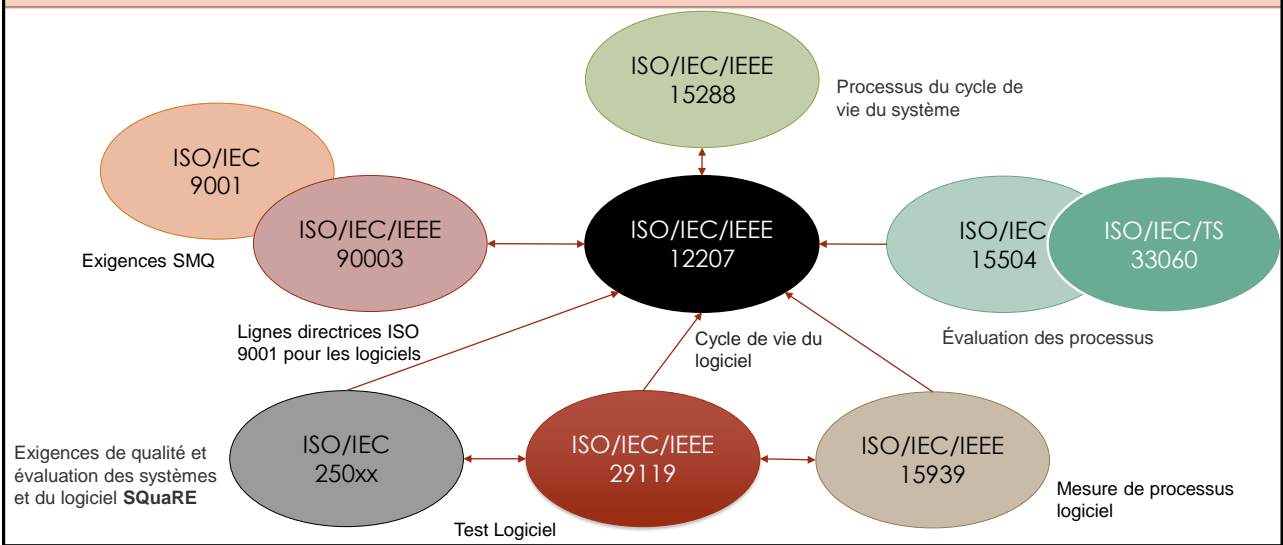 ISO/IEC/IEEE
15288
Processus du cycle de
vie du système
ISO/IEC
9001
ISO/IEC/IEEE
90003
Exigences SMQ
Lignes directrices ISO
9001 pour les logiciels
ISO/IEC/IEEE
12207
Cycle de vie du
logiciel
ISO/IEC
15504
ISO/IEC/TS
33060
Évaluation des processus
Exigences de qualité et
évaluation des systèmes
et du logiciel SQuaRE
ISO/IEC
250xx
ISO/IEC/IEEE
29119
Test Logiciel
ISO/IEC/IEEE
15939
Mesure de processus
logiciel